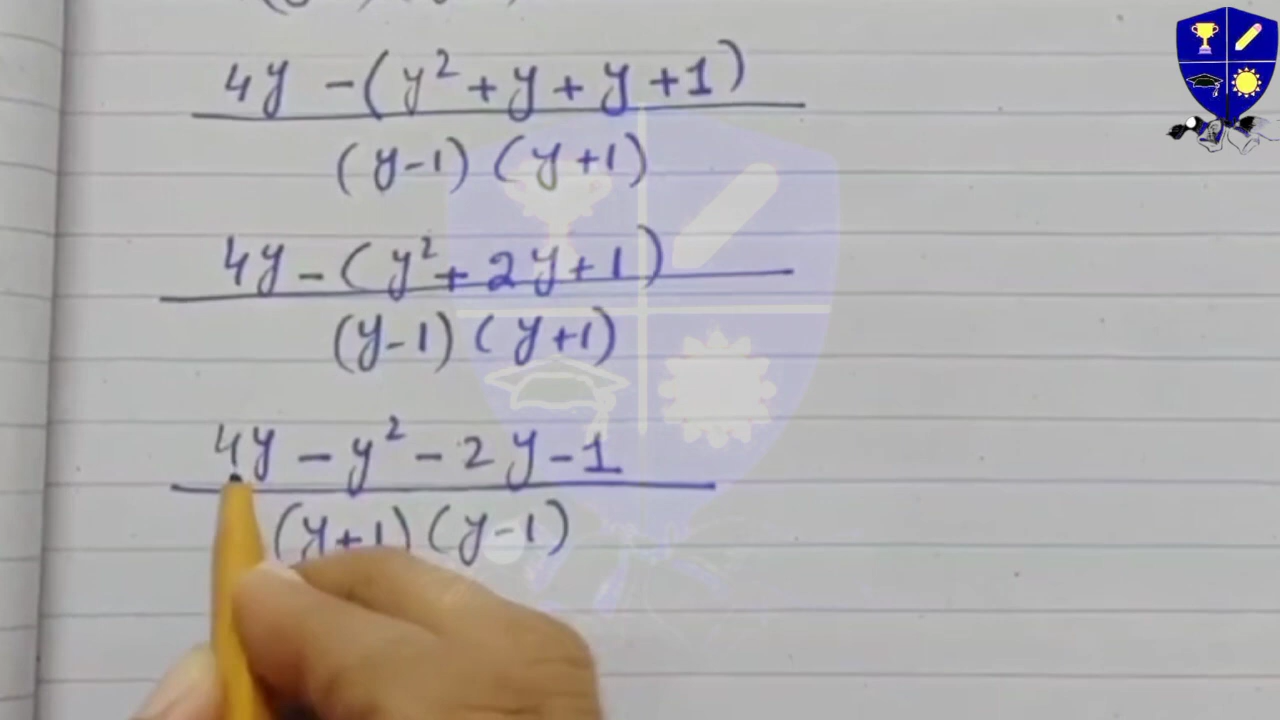 4y - (y² + y + y + 1)
(y-1) (y+1)
4y - (y² + 2y + 1)
(y-1) (y+1)
4y - y² - 2y - 1
(y+1) (y-1)